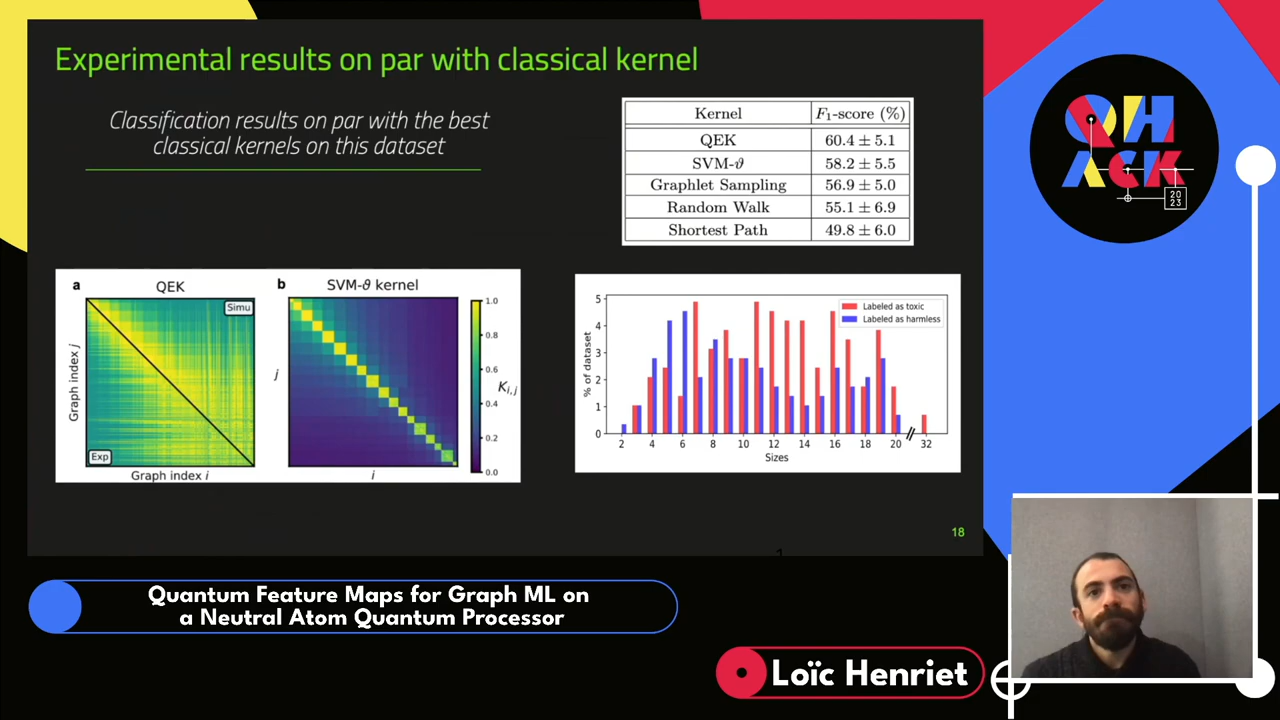 Experimental results on par with classical kernel
Classification results on par with the best
classical kernels on this dataset
Kernel F₁-score (%)
QEK 60.4 ± 5.1
SVM-ϑ 58.2 ± 5.5
Graphlet Sampling 56.9 ± 5.0
Random Walk 55.1 ± 6.9
Shortest Path 49.8 ± 6.0
a QEK
Simu
Exp
Graph index j
Graph index i
b SVM-ϑ kernel
j
i
1.0
0.8
0.6
0.4
0.2
0.0
Kᵢ,ⱼ
Labeled as toxic
Labeled as harmless
% of dataset
5
4
3
2
1
0
2 4 6 8 10 12 14 16 18 20 32
Sizes
18
1
QHACK
20
23
Quantum Feature Maps for Graph ML on
a Neutral Atom Quantum Processor
Loïc Henriet